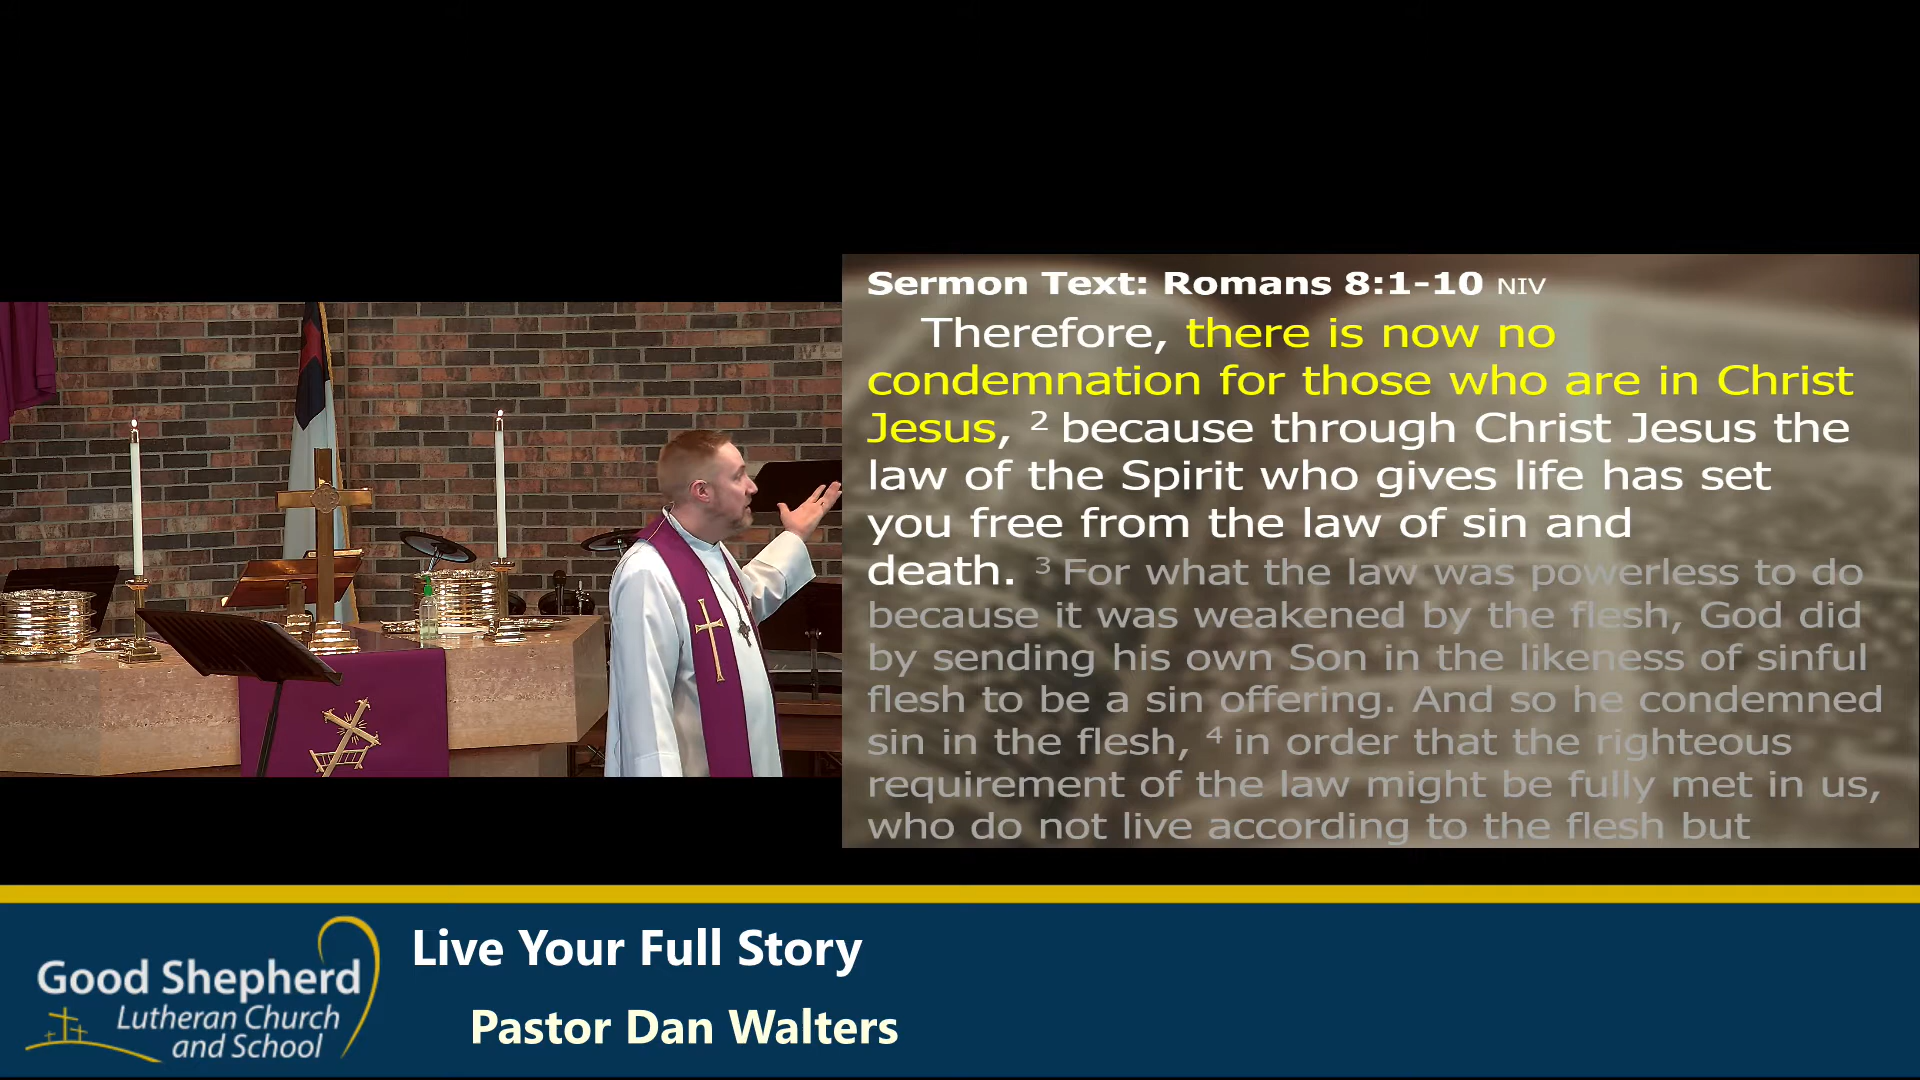 Sermon Text: Romans 8:1-10 NIV
Therefore, there is now no
condemnation for those who are in Christ
Jesus, ² because through Christ Jesus the
law of the Spirit who gives life has set
you free from the law of sin and
death. ³ For what the law was powerless to do
because it was weakened by the flesh, God did
by sending his own Son in the likeness of sinful
flesh to be a sin offering. And so he condemned
sin in the flesh, ⁴ in order that the righteous
requirement of the law might be fully met in us,
who do not live according to the flesh but
Good Shepherd
Lutheran Church
and School
Live Your Full Story
Pastor Dan Walters